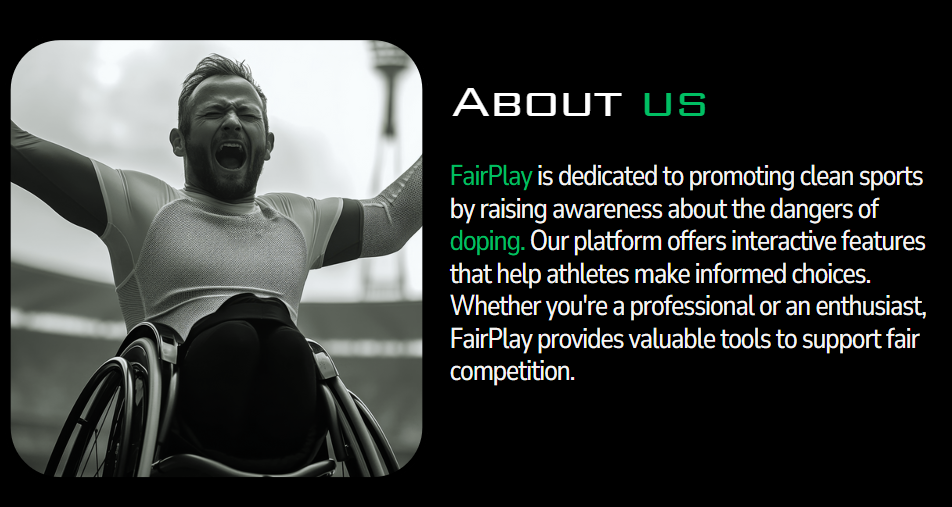 About us
FairPlay is dedicated to promoting clean sports
by raising awareness about the dangers of
doping. Our platform offers interactive features
that help athletes make informed choices.
Whether you're a professional or an enthusiast,
FairPlay provides valuable tools to support fair
competition.